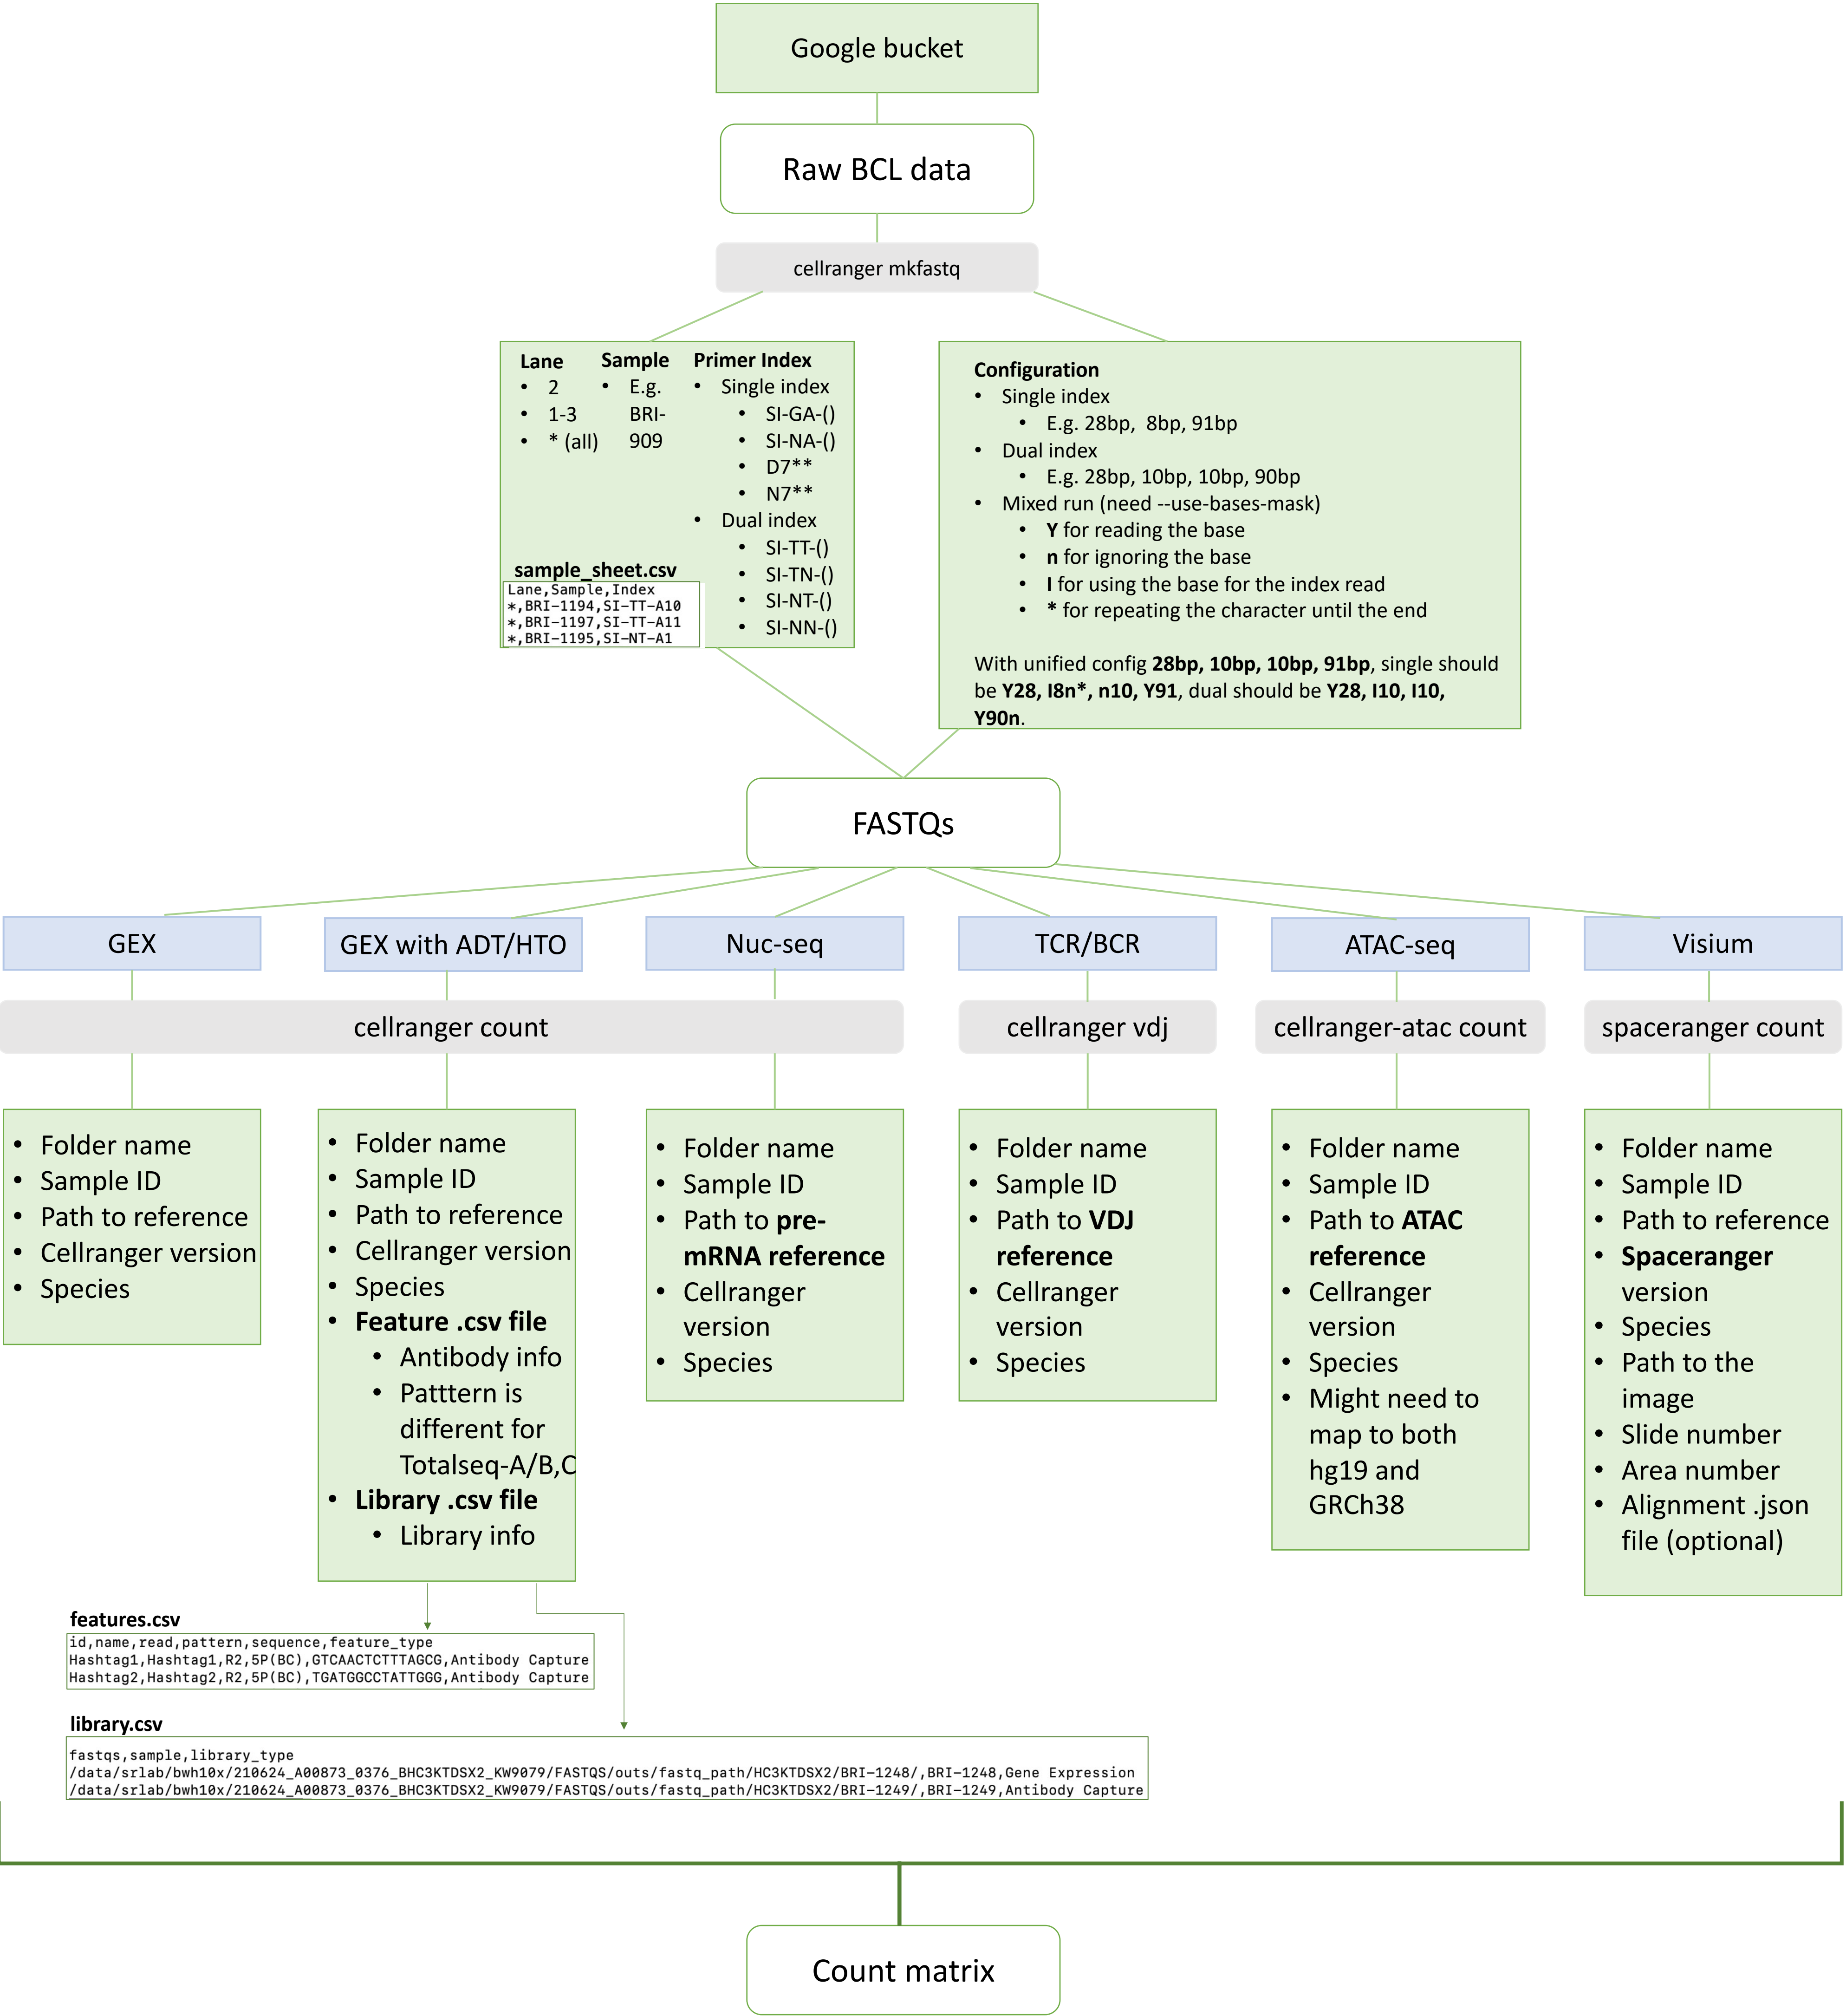 Google bucket
Raw BCL data
cellranger mkfastq
Lane
• 2
• 1-3
• * (all)
Sample
• E.g.
BRI-
909
Primer Index
• Single index
• SI-GA-()
• SI-NA-()
• D7**
• N7**
• Dual index
• SI-TT-()
• SI-TN-()
• SI-NT-()
• SI-NN-()
sample_sheet.csv
Lane,Sample,Index
*,BRI-1194,SI-TT-A10
*,BRI-1197,SI-TT-A11
*,BRI-1195,SI-NT-A1
Configuration
• Single index
• E.g. 28bp, 8bp, 91bp
• Dual index
• E.g. 28bp, 10bp, 10bp, 90bp
• Mixed run (need --use-bases-mask)
• Y for reading the base
• n for ignoring the base
• I for using the base for the index read
• * for repeating the character until the end
With unified config 28bp, 10bp, 10bp, 91bp, single should
be Y28, I8n*, n10, Y91, dual should be Y28, I10, I10,
Y90n.
FASTQs
GEX
GEX with ADT/HTO
Nuc-seq
TCR/BCR
ATAC-seq
Visium
cellranger count
cellranger vdj
cellranger-atac count
spaceranger count
• Folder name
• Sample ID
• Path to reference
• Cellranger version
• Species
• Folder name
• Sample ID
• Path to reference
• Cellranger version
• Species
• Feature .csv file
• Antibody info
• Patttern is
different for
Totalseq-A/B,C
• Library .csv file
• Library info
• Folder name
• Sample ID
• Path to pre-
mRNA reference
• Cellranger
version
• Species
• Folder name
• Sample ID
• Path to VDJ
reference
• Cellranger
version
• Species
• Folder name
• Sample ID
• Path to ATAC
reference
• Cellranger
version
• Species
• Might need to
map to both
hg19 and
GRCh38
• Folder name
• Sample ID
• Path to reference
• Spaceranger
version
• Species
• Path to the
image
• Slide number
• Area number
• Alignment .json
file (optional)
features.csv
id,name,read,pattern,sequence,feature_type
Hashtag1,Hashtag1,R2,5P(BC),GTCAACTCTTTAGCG,Antibody Capture
Hashtag2,Hashtag2,R2,5P(BC),TGATGGCCTATTGGG,Antibody Capture
library.csv
fastqs,sample,library_type
/data/srlab/bwh10x/210624_A00873_0376_BHC3KTDSX2_KW9079/FASTQS/outs/fastq_path/HC3KTDSX2/BRI-1248/,BRI-1248,Gene Expression
/data/srlab/bwh10x/210624_A00873_0376_BHC3KTDSX2_KW9079/FASTQS/outs/fastq_path/HC3KTDSX2/BRI-1249/,BRI-1249,Antibody Capture
Count matrix